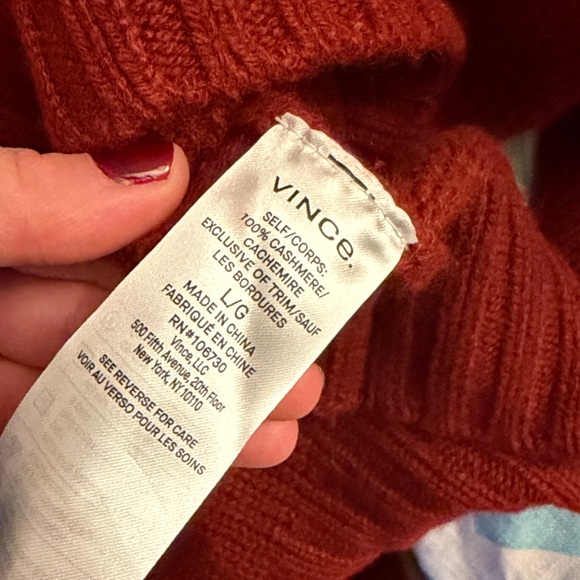 VINCE.
SELF/CORPS:
100% CASHMERE/
CACHEMIRE
EXCLUSIVE OF TRIM/SAUF
LES BORDURES
L/G
MADE IN CHINA
FABRIQUÉ EN CHINE
RN#106730
Vince, LLC
500 Fifth Avenue, 20th Floor
New York, NY 10110
SEE REVERSE FOR CARE
VOIR AU VERSO POUR LES SOINS